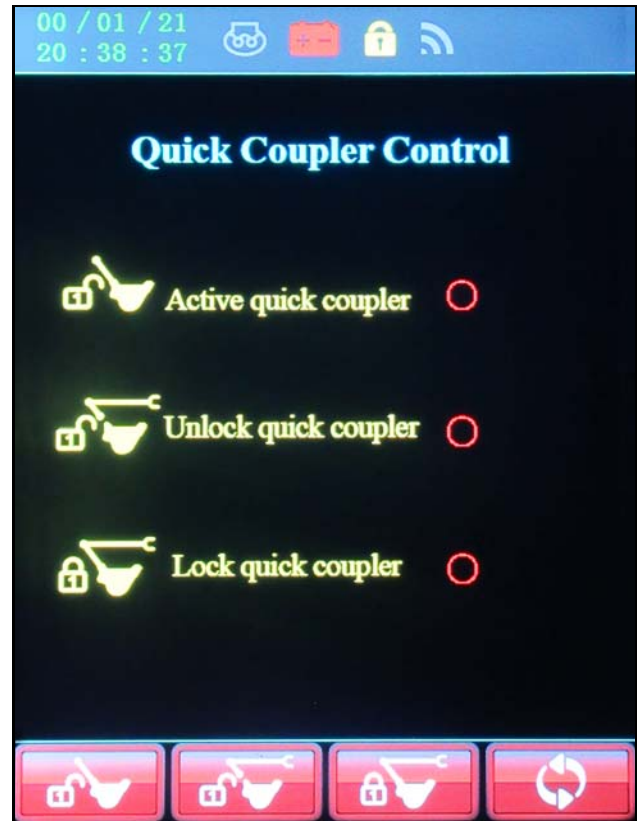 00 / 01 / 21
20 : 38 : 37
Quick Coupler Control
Active quick coupler
Unlock quick coupler
Lock quick coupler